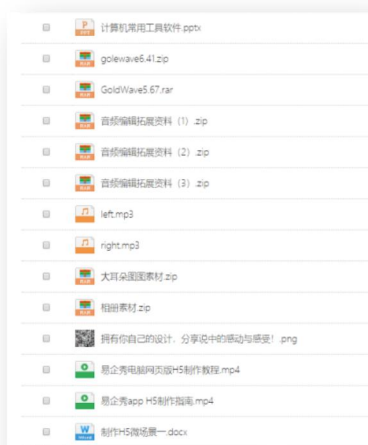 计算机常用工具软件.pptx
golewave6.41.zip
GoldWave5.67.rar
音频编辑拓展资料（1）.zip
音频编辑拓展资料（2）.zip
音频编辑拓展资料（3）.zip
left.mp3
right.mp3
大耳朵图图素材.zip
相册素材.zip
拥有你自己的设计，分享说中的感动与感受！.png
易企秀电脑网页版H5制作教程.mp4
易企秀app H5制作指南.mp4
制作H5微场景一.docx